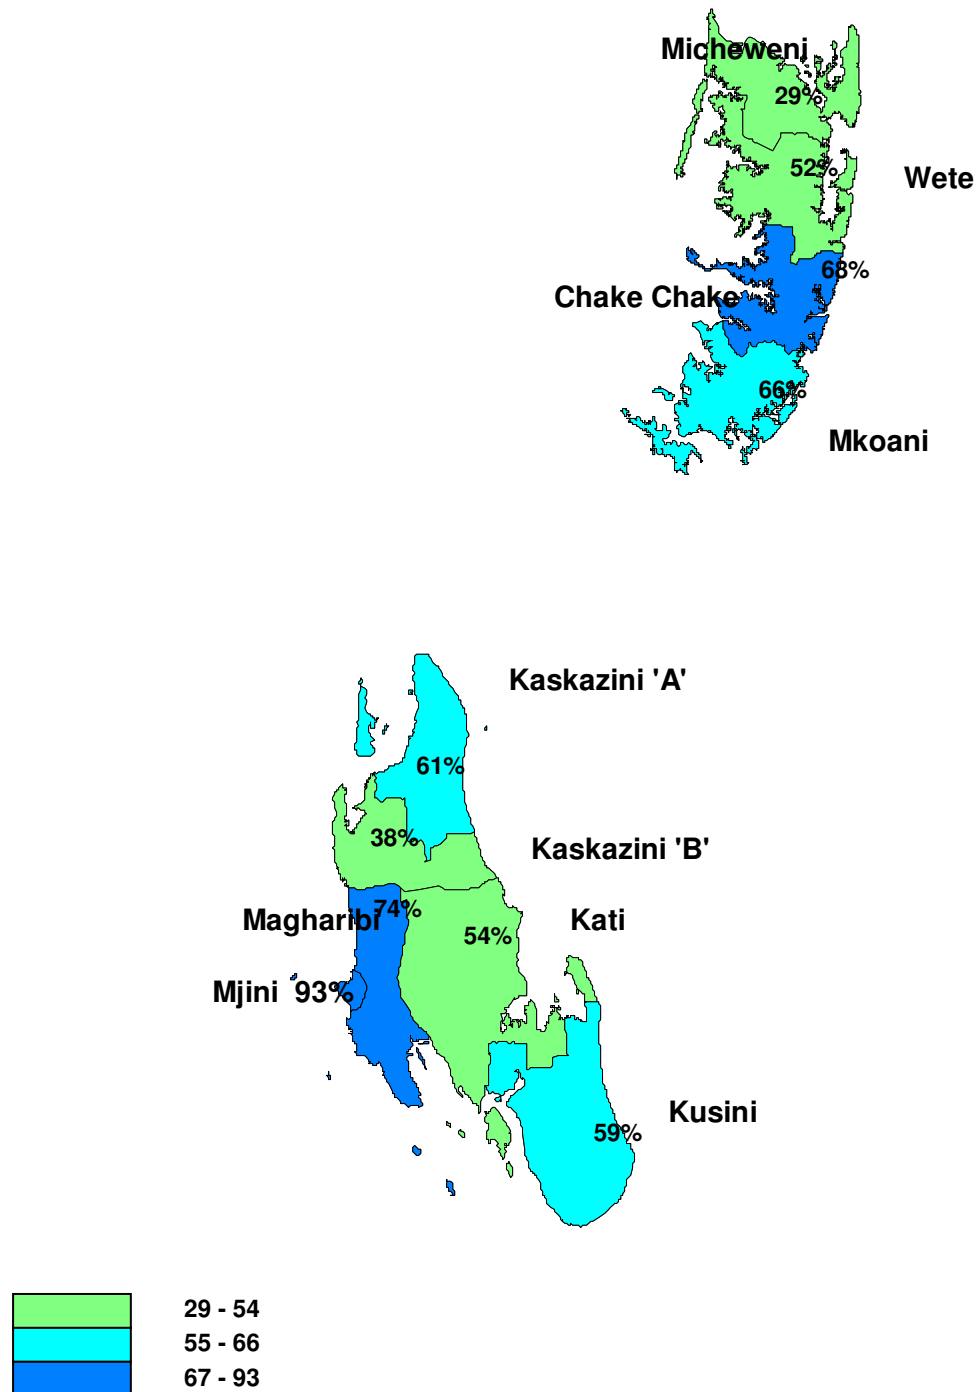 Micheweni
29%
52%
Wete
68%
Chake Chake
66%
Mkoani
Kaskazini 'A'
61%
38%
Kaskazini 'B'
Magharibi
74%
54%
Kati
Mjini 93%
Kusini
59%
29 - 54
55 - 66
67 - 93